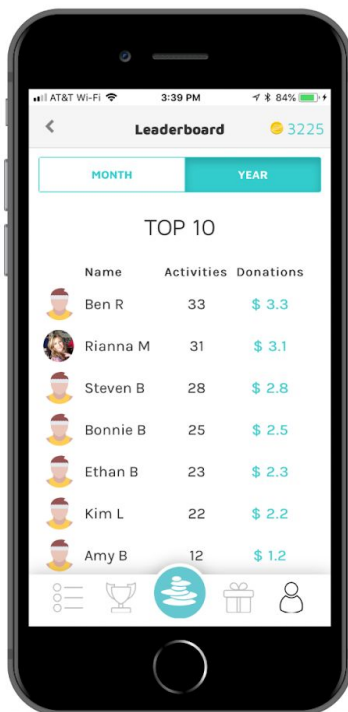 AT&T Wi-Fi 3:39 PM 84%
Leaderboard 3225
MONTH YEAR
TOP 10
Name Activities Donations
Ben R 33 $ 3.3
Rianna M 31 $ 3.1
Steven B 28 $ 2.8
Bonnie B 25 $ 2.5
Ethan B 23 $ 2.3
Kim L 22 $ 2.2
Amy B 12 $ 1.2